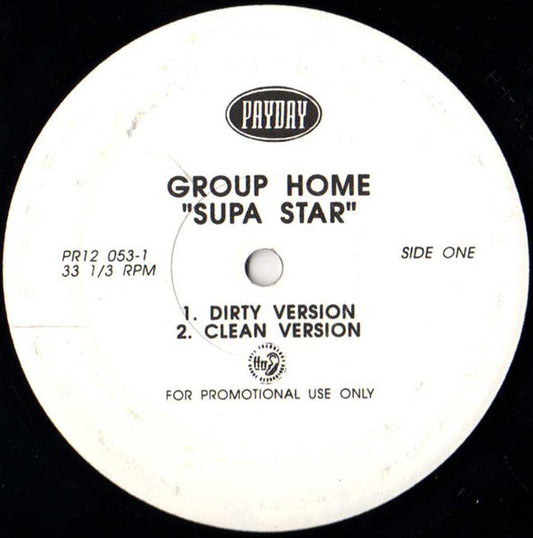 PAYDAY
GROUP HOME
"SUPA STAR"
PR12 053-1
33 1/3 RPM
SIDE ONE
1. DIRTY VERSION
2. CLEAN VERSION
FOR PROMOTIONAL USE ONLY